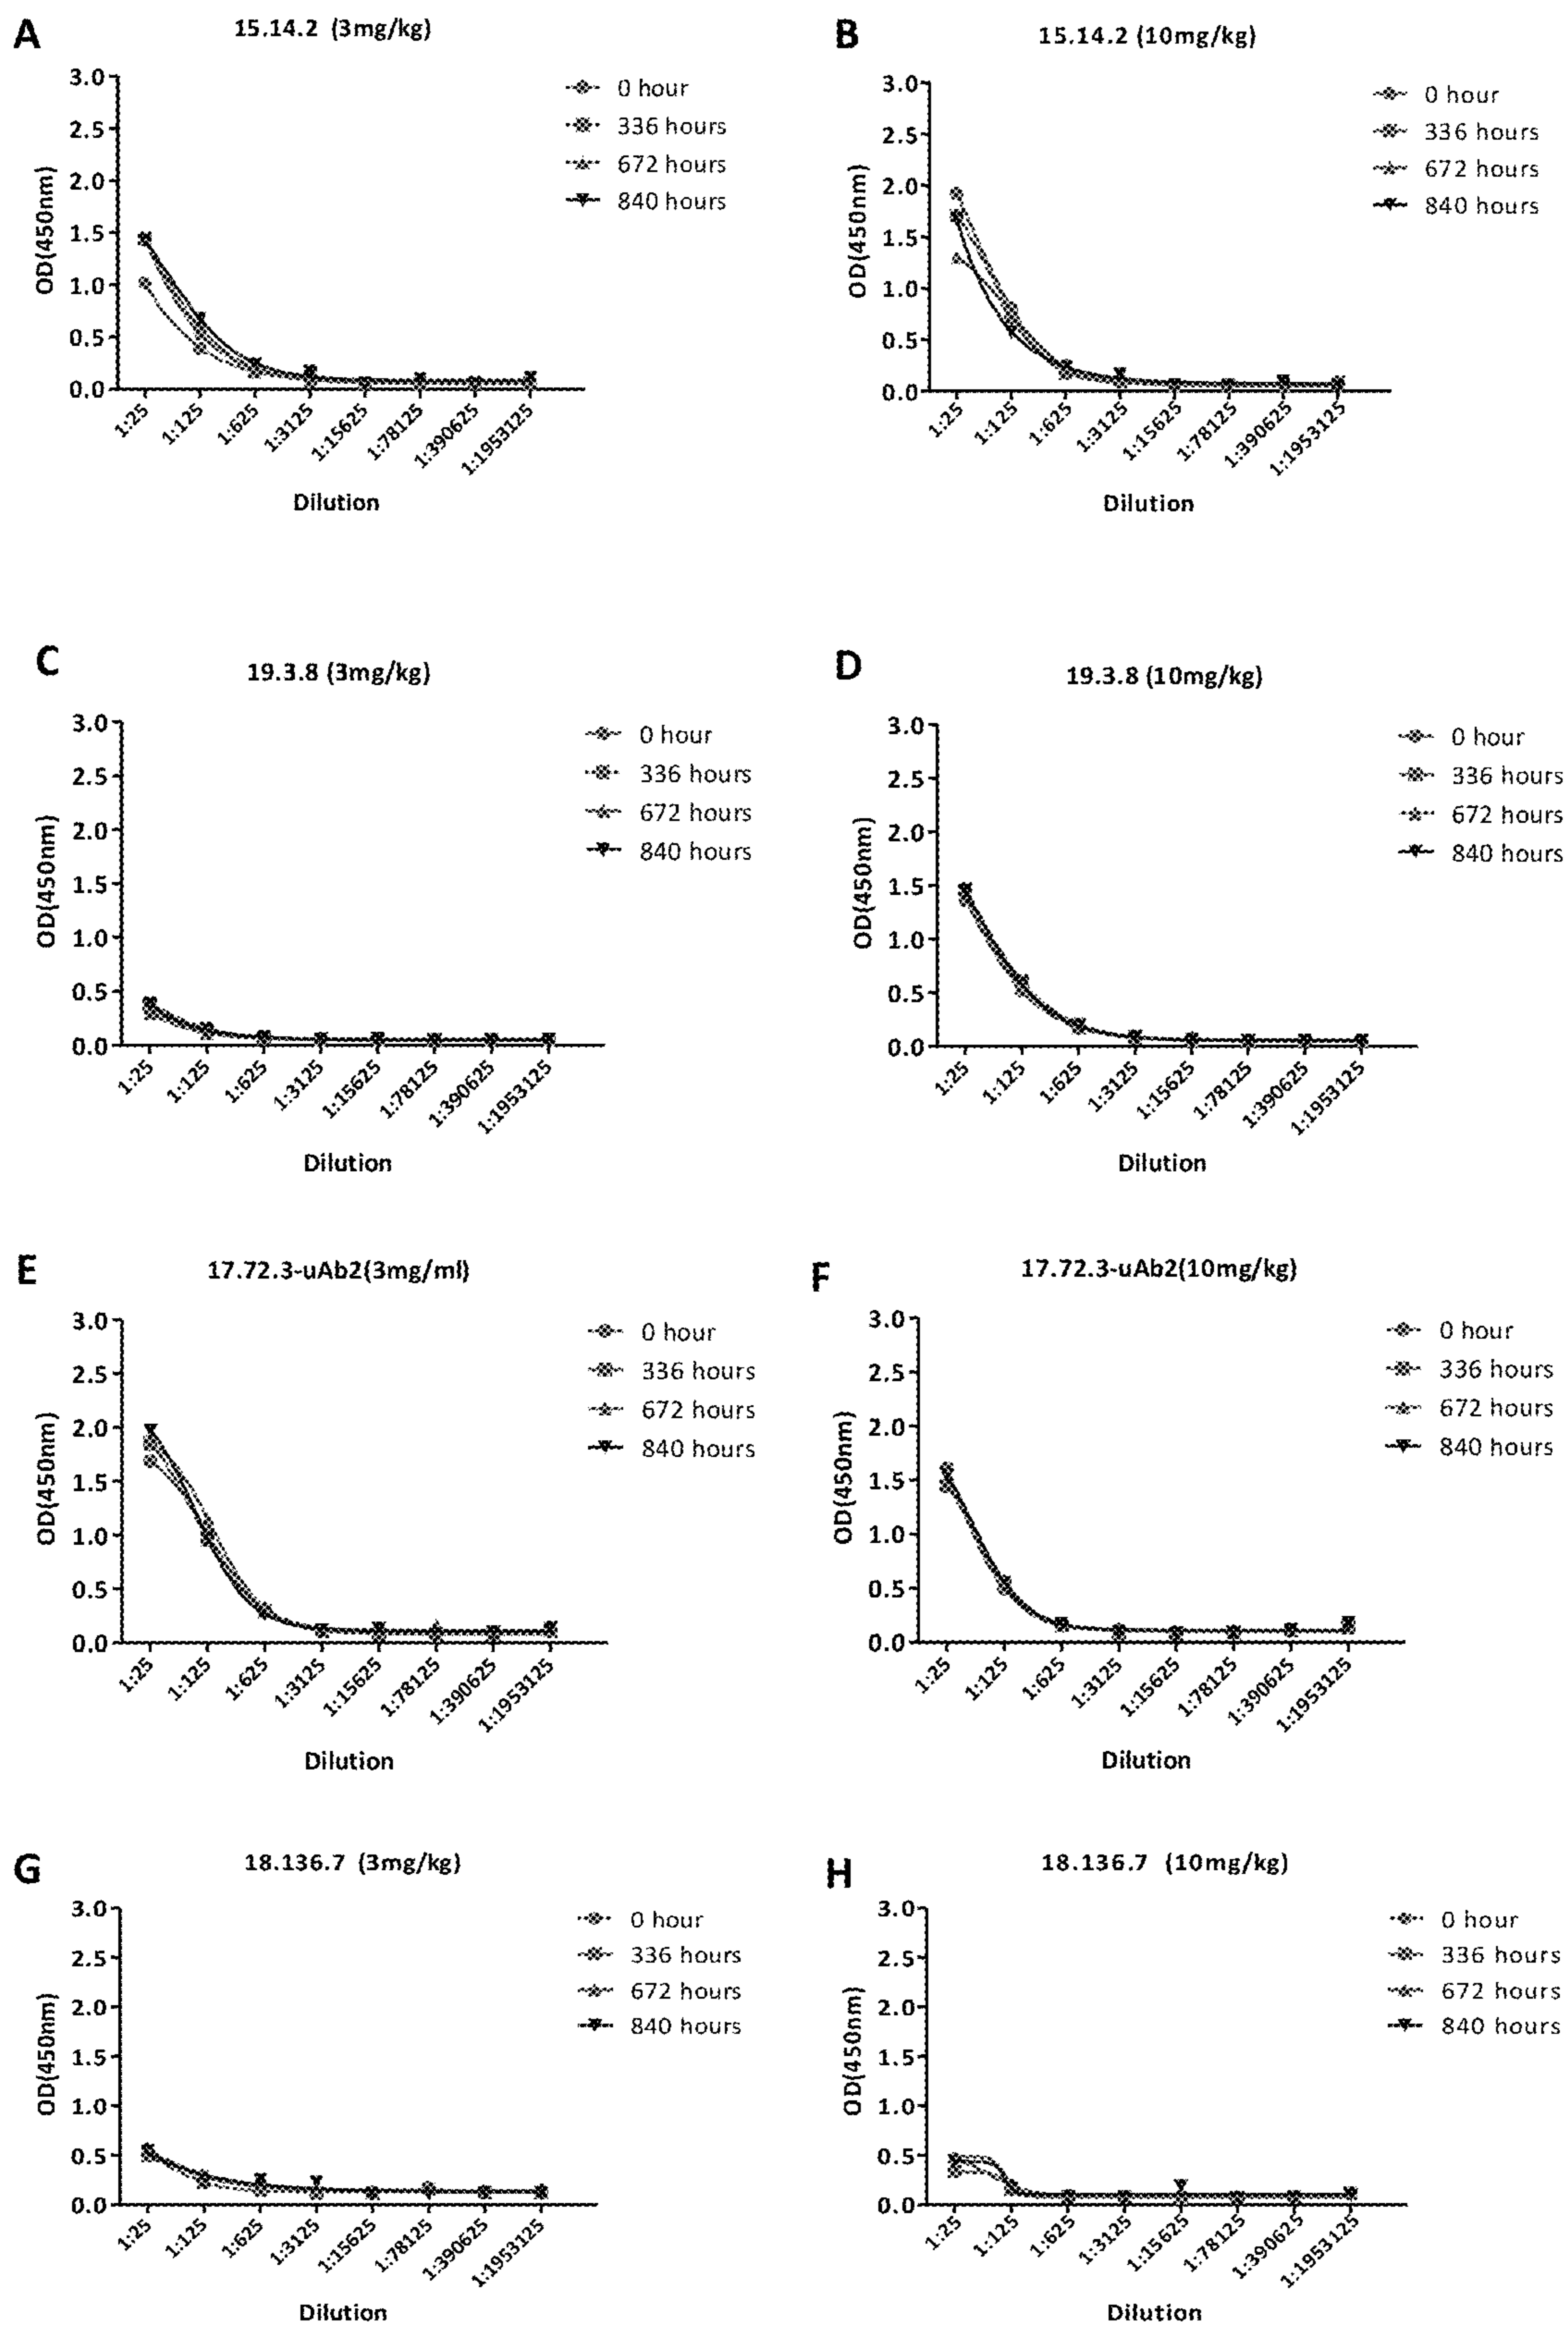 A
15.14.2 (3mg/kg)
OD(450nm)
3.0
2.5
2.0
1.5
1.0
0.5
0.0
0 hour
336 hours
672 hours
840 hours
1:25
1:125
1:625
1:3125
1:15625
1:78125
1:390625
1:1953125
Dilution
B
15.14.2 (10mg/kg)
OD(450nm)
3.0
2.5
2.0
1.5
1.0
0.5
0.0
0 hour
336 hours
672 hours
840 hours
1:25
1:125
1:625
1:3125
1:15625
1:78125
1:390625
1:1953125
Dilution
C
19.3.8 (3mg/kg)
OD(450nm)
3.0
2.5
2.0
1.5
1.0
0.5
0.0
0 hour
336 hours
672 hours
840 hours
1:25
1:125
1:625
1:3125
1:15625
1:78125
1:390625
1:1953125
Dilution
D
19.3.8 (10mg/kg)
OD(450nm)
3.0
2.5
2.0
1.5
1.0
0.5
0.0
0 hour
336 hours
672 hours
840 hours
1:25
1:125
1:625
1:3125
1:15625
1:78125
1:390625
1:1953125
Dilution
E
17.72.3-uAb2(3mg/ml)
OD(450nm)
3.0
2.5
2.0
1.5
1.0
0.5
0.0
0 hour
336 hours
672 hours
840 hours
1:25
1:125
1:625
1:3125
1:15625
1:78125
1:390625
1:1953125
Dilution
F
17.72.3-uAb2(10mg/kg)
OD(450nm)
3.0
2.5
2.0
1.5
1.0
0.5
0.0
0 hour
336 hours
672 hours
840 hours
1:25
1:125
1:625
1:3125
1:15625
1:78125
1:390625
1:1953125
Dilution
G
18.136.7 (3mg/kg)
OD(450nm)
3.0
2.5
2.0
1.5
1.0
0.5
0.0
0 hour
336 hours
672 hours
840 hours
1:25
1:125
1:625
1:3125
1:15625
1:78125
1:390625
1:1953125
Dilution
H
18.136.7 (10mg/kg)
OD(450nm)
3.0
2.5
2.0
1.5
1.0
0.5
0.0
0 hour
336 hours
672 hours
840 hours
1:25
1:125
1:625
1:3125
1:15625
1:78125
1:390625
1:1953125
Dilution